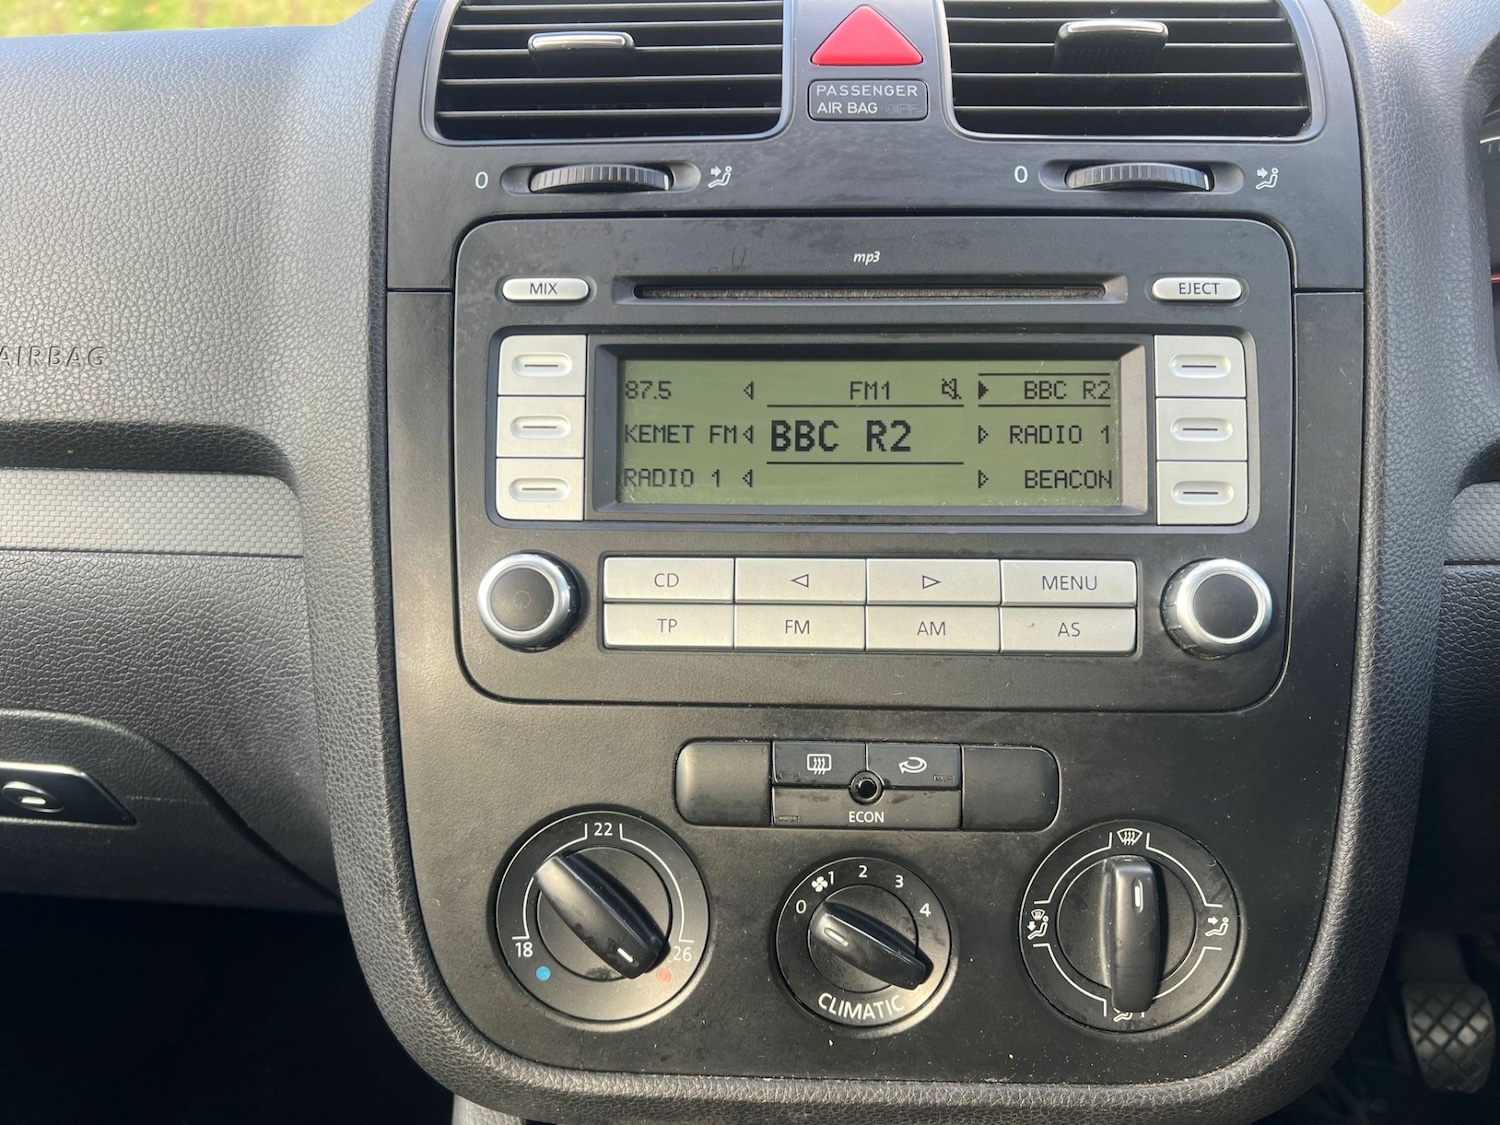 PASSENGER
AIR BAG OFF
0
0
mp3
MIX
EJECT
AIRBAG
87.5 FM1 BBC R2
KEMET FM BBC R2 RADIO 1
RADIO 1 BEACON
CD MENU
TP FM AM AS
ECON
22
18 26
0 1 2 3 4
CLIMATIC